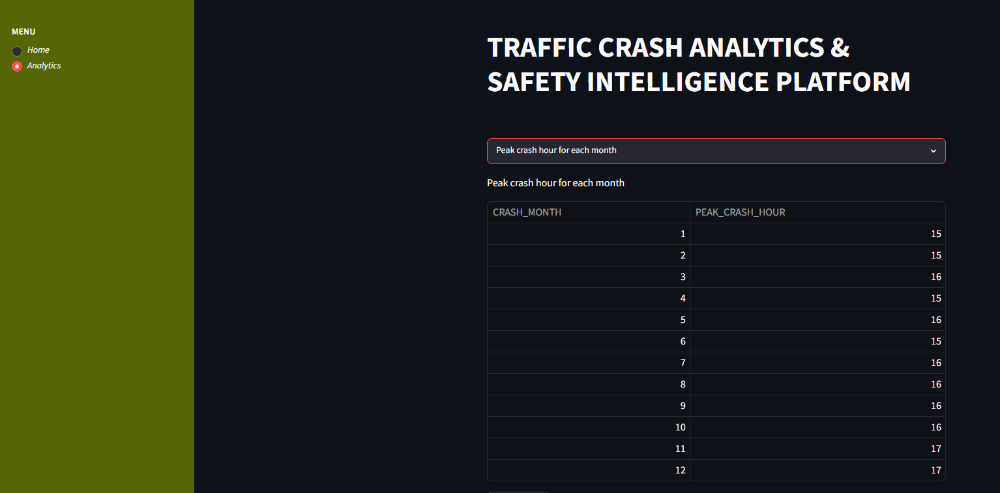 MENU
Home
Analytics
TRAFFIC CRASH ANALYTICS &
SAFETY INTELLIGENCE PLATFORM
Peak crash hour for each month
Peak crash hour for each month
CRASH_MONTH PEAK_CRASH_HOUR
1 15
2 15
3 16
4 15
5 16
6 15
7 16
8 16
9 16
10 16
11 17
12 17